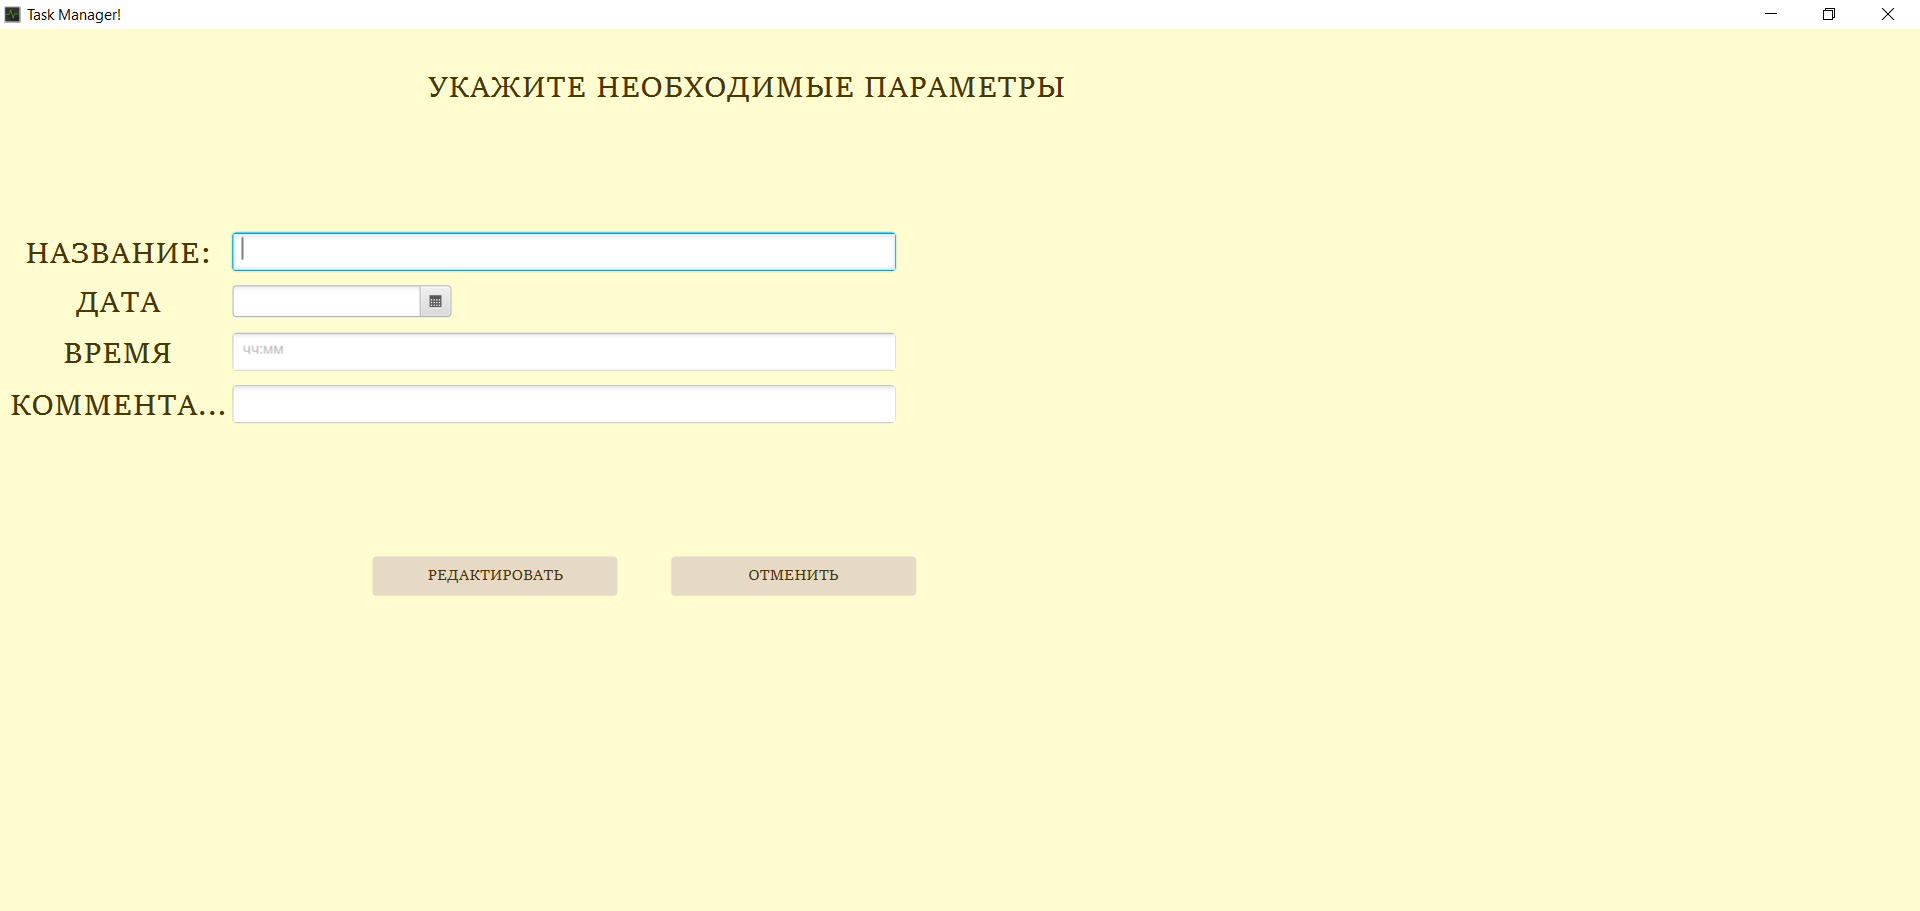 Task Manager!
УКАЖИТЕ НЕОБХОДИМЫЕ ПАРАМЕТРЫ
НАЗВАНИЕ:
ДАТА
ВРЕМЯ чч:мм
КОММЕНТА...
РЕДАКТИРОВАТЬ ОТМЕНИТЬ